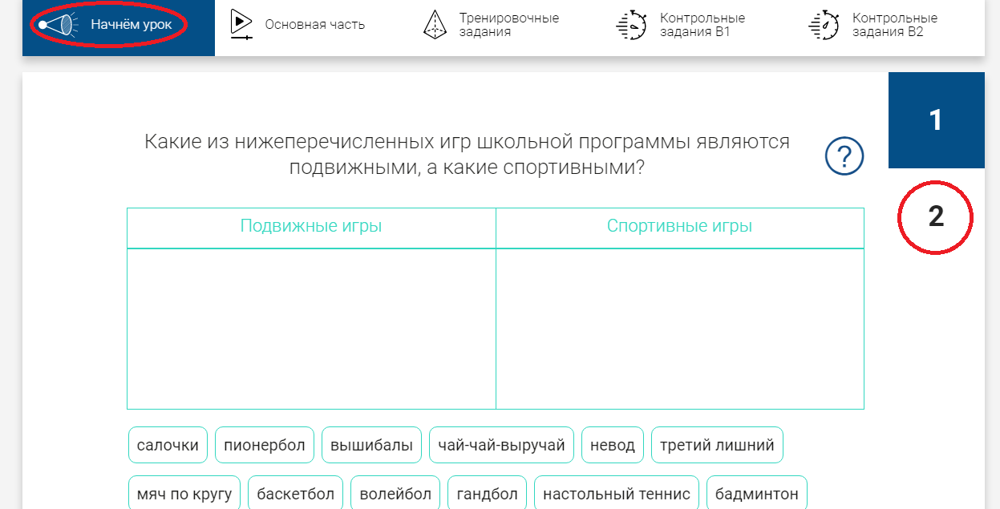 Начнём урок
Основная часть
Тренировочные
задания
Контрольные
задания В1
Контрольные
задания В2
1
Какие из нижеперечисленных игр школьной программы являются
подвижными, а какие спортивными?
?
2
Подвижные игры
Спортивные игры
салочки
пионербол
вышибалы
чай-чай-выручай
невод
третий лишний
мяч по кругу
баскетбол
волейбол
гандбол
настольный теннис
бадминтон